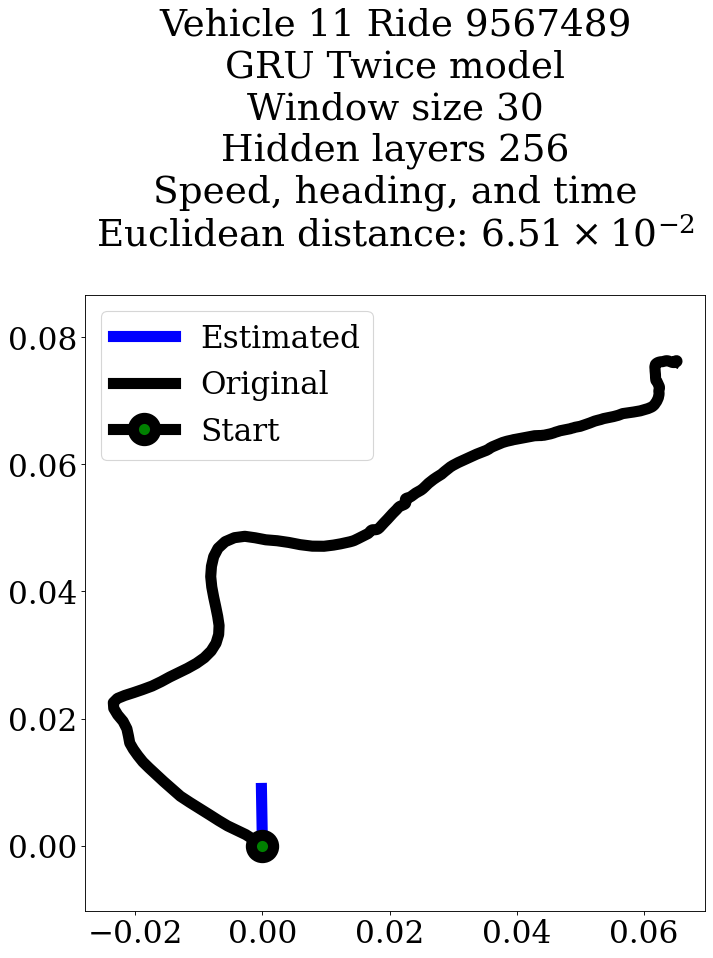 Vehicle 11 Ride 9567489
GRU Twice model
Window size 30
Hidden layers 256
Speed, heading, and time
Euclidean distance: 6.51 × 10⁻²
Estimated
Original
Start
0.08
0.06
0.04
0.02
0.00
−0.02 0.00 0.02 0.04 0.06